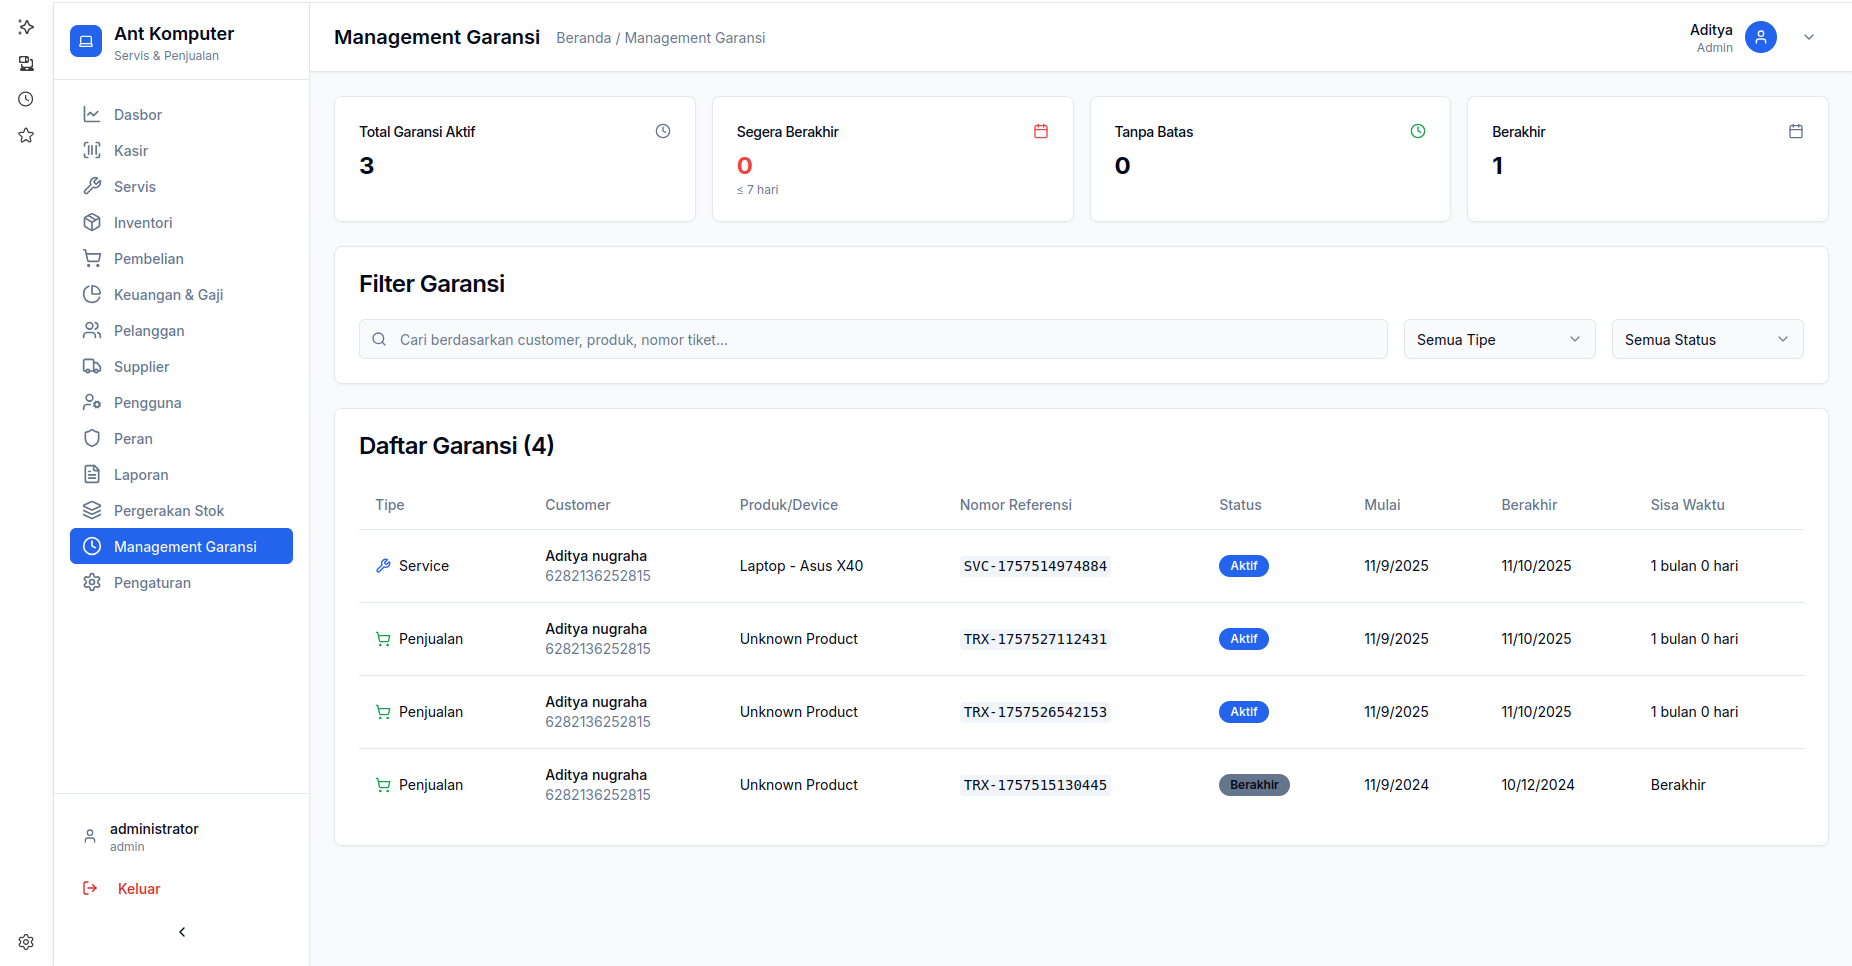 Ant Komputer
Servis & Penjualan
Dasbor
Kasir
Servis
Inventori
Pembelian
Keuangan & Gaji
Pelanggan
Supplier
Pengguna
Peran
Laporan
Pergerakan Stok
Management Garansi
Pengaturan
administrator
admin
Keluar
Management Garansi Beranda / Management Garansi
Aditya
Admin
Total Garansi Aktif
3
Segera Berakhir
0
≤ 7 hari
Tanpa Batas
0
Berakhir
1
Filter Garansi
Cari berdasarkan customer, produk, nomor tiket...
Semua Tipe
Semua Status
Daftar Garansi (4)
Tipe Customer Produk/Device Nomor Referensi Status Mulai Berakhir Sisa Waktu
Service Aditya nugraha Laptop - Asus X40 SVC-1757514974884 Aktif 11/9/2025 11/10/2025 1 bulan 0 hari
6282136252815
Penjualan Aditya nugraha Unknown Product TRX-1757527112431 Aktif 11/9/2025 11/10/2025 1 bulan 0 hari
6282136252815
Penjualan Aditya nugraha Unknown Product TRX-1757526542153 Aktif 11/9/2025 11/10/2025 1 bulan 0 hari
6282136252815
Penjualan Aditya nugraha Unknown Product TRX-1757515130445 Berakhir 11/9/2024 10/12/2024 Berakhir
6282136252815